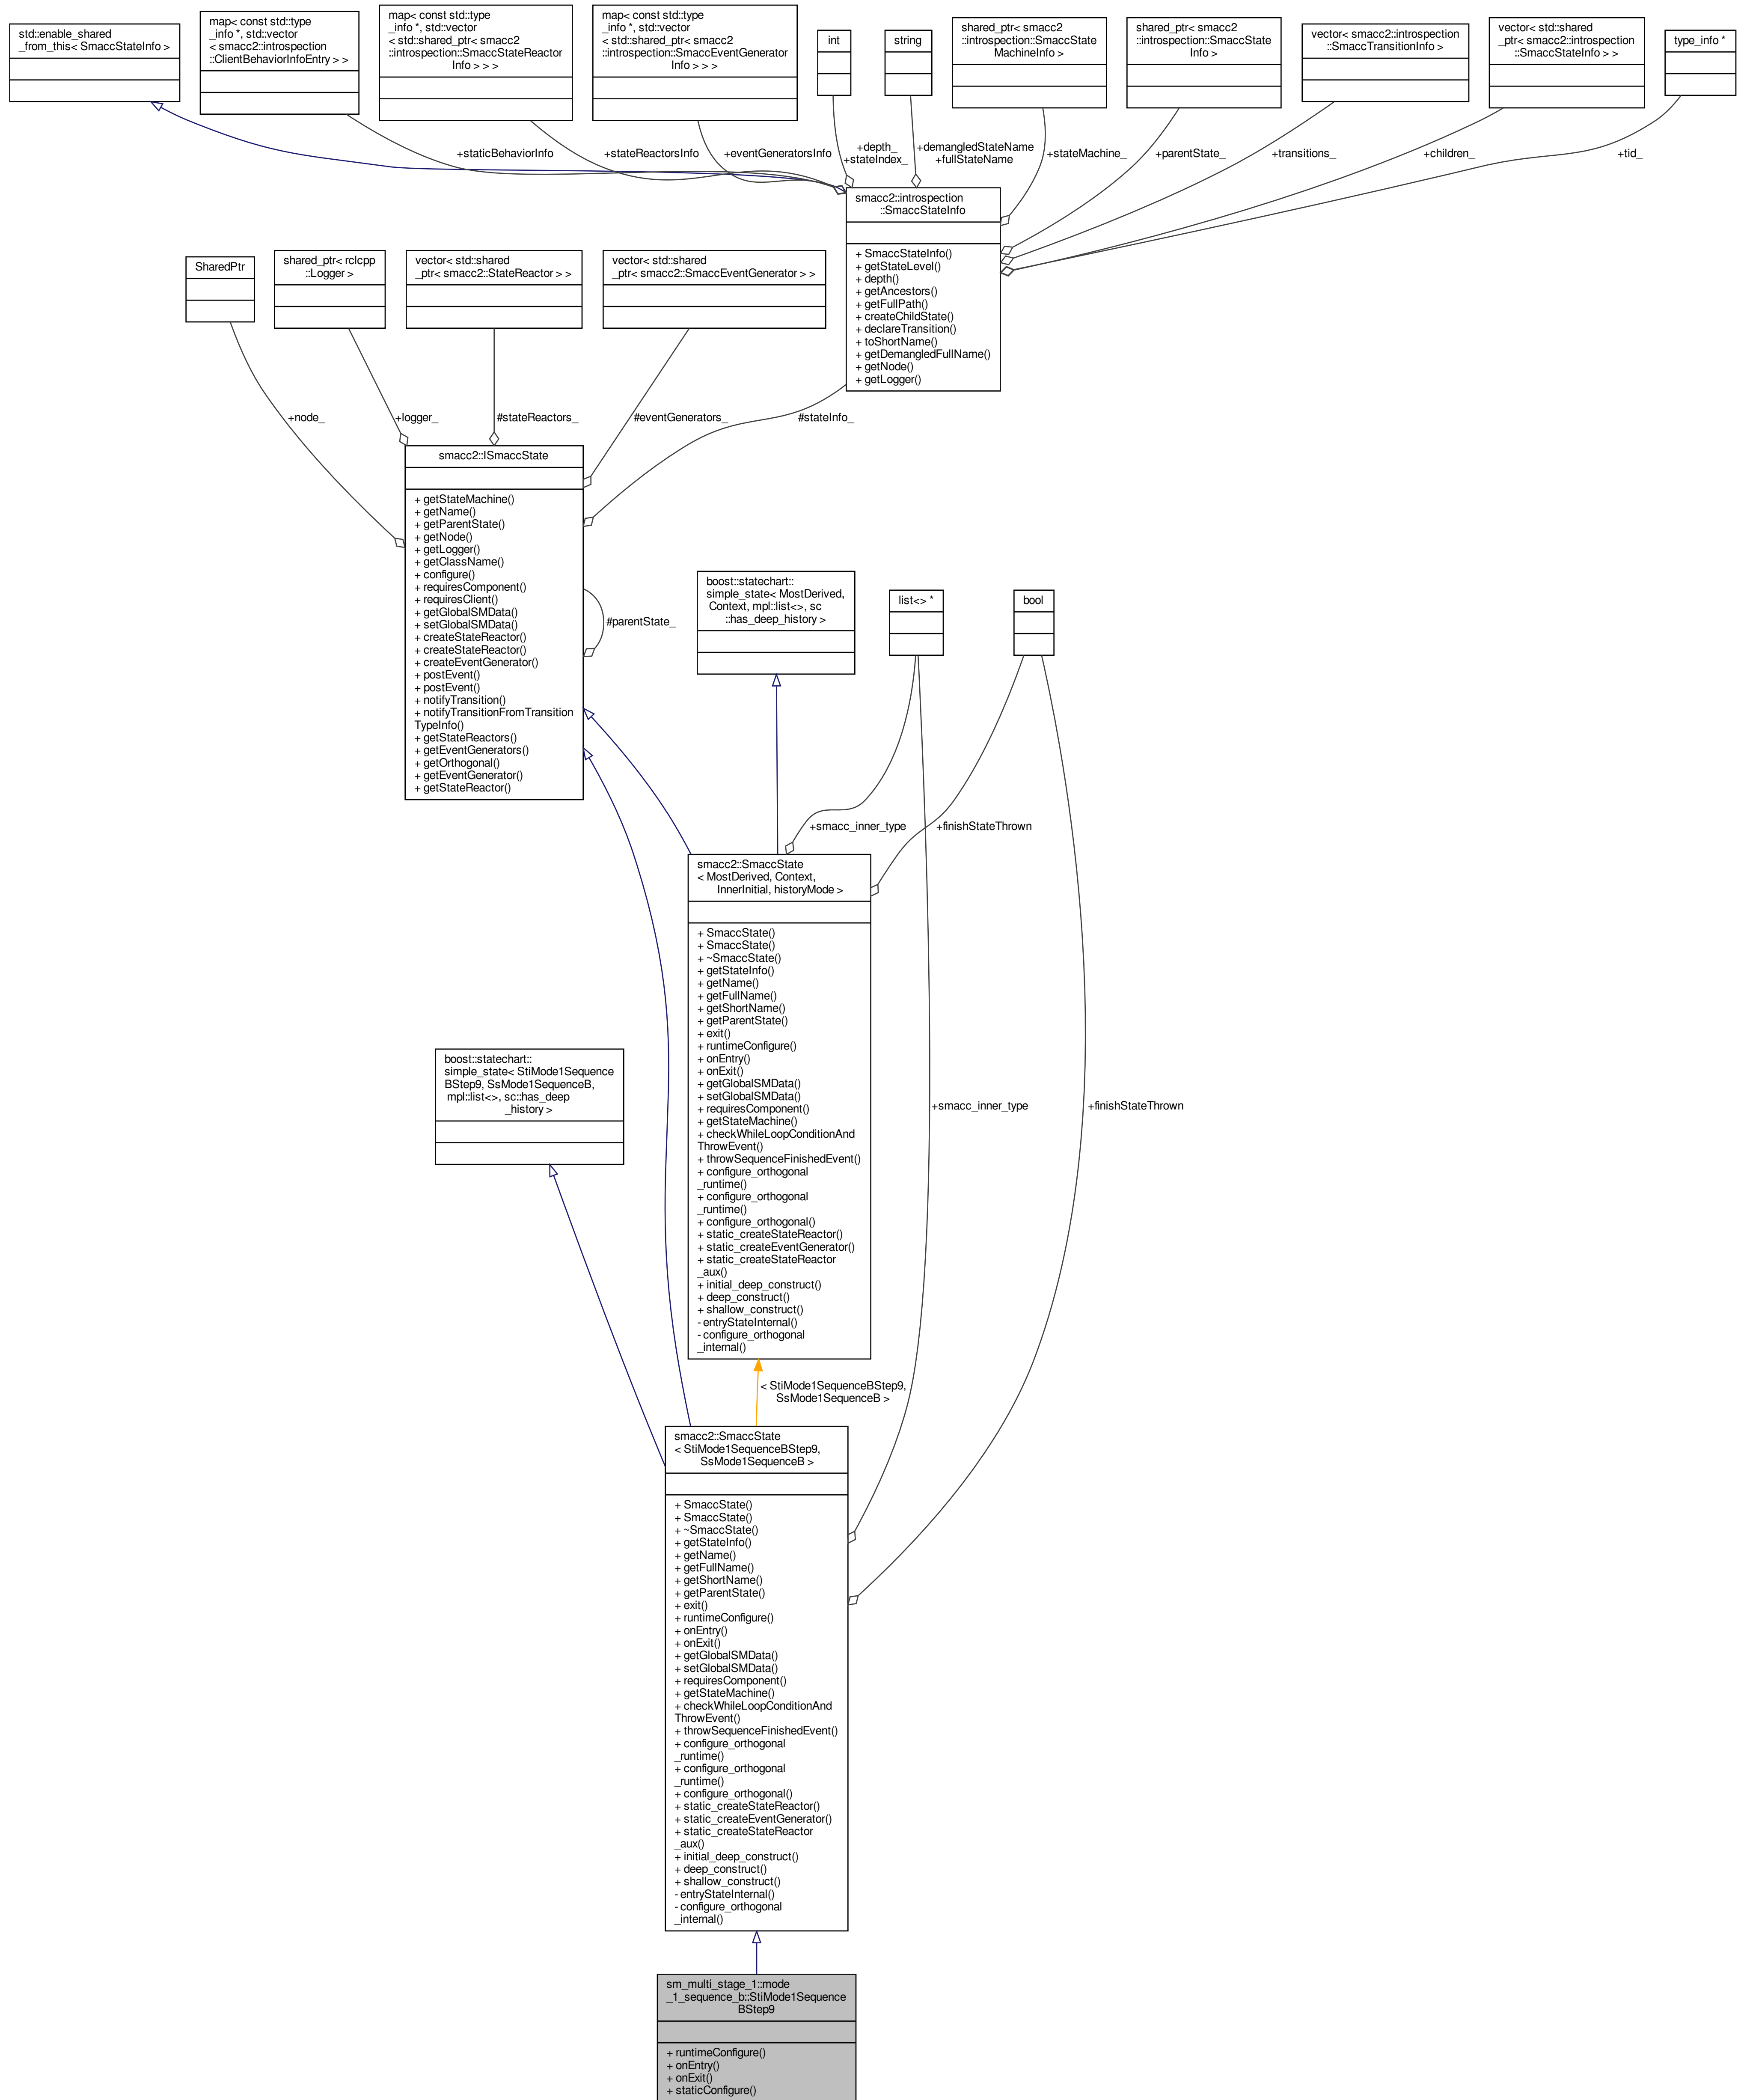 std::enable_shared
_from_this< SmaccStateInfo >
map< const std::type
_info *, std::vector
< smacc2::introspection
::ClientBehaviorInfoEntry > >
map< const std::type
_info *, std::vector
< std::shared_ptr< smacc2
::introspection::SmaccStateReactor
Info > > >
map< const std::type
_info *, std::vector
< std::shared_ptr< smacc2
::introspection::SmaccEventGenerator
Info > > >
int
string
shared_ptr< smacc2
::introspection::SmaccState
MachineInfo >
shared_ptr< smacc2
::introspection::SmaccState
Info >
vector< smacc2::introspection
::SmaccTransitionInfo >
vector< std::shared
_ptr< smacc2::introspection
::SmaccStateInfo > >
type_info *
+staticBehaviorInfo
+stateReactorsInfo
+eventGeneratorsInfo
+depth_
+stateIndex_
+demangledStateName
+fullStateName
+stateMachine_
+parentState_
+transitions_
+children_
+tid_
smacc2::introspection
::SmaccStateInfo
+ SmaccStateInfo()
+ getStateLevel()
+ depth()
+ getAncestors()
+ getFullPath()
+ createChildState()
+ declareTransition()
+ toShortName()
+ getDemangledFullName()
+ getNode()
+ getLogger()
SharedPtr
shared_ptr< rclcpp
::Logger >
vector< std::shared
_ptr< smacc2::StateReactor > >
vector< std::shared
_ptr< smacc2::SmaccEventGenerator > >
+node_
+logger_
#stateReactors_
#eventGenerators_
#stateInfo_
smacc2::ISmaccState
+ getStateMachine()
+ getName()
+ getParentState()
+ getNode()
+ getLogger()
+ getClassName()
+ configure()
+ requiresComponent()
+ requiresClient()
+ getGlobalSMData()
+ setGlobalSMData()
+ createStateReactor()
+ createStateReactor()
+ createEventGenerator()
+ postEvent()
+ postEvent()
+ notifyTransition()
+ notifyTransitionFromTransition
TypeInfo()
+ getStateReactors()
+ getEventGenerators()
+ getOrthogonal()
+ getEventGenerator()
+ getStateReactor()
#parentState_
boost::statechart::
simple_state< MostDerived,
Context, mpl::list<>, sc
::has_deep_history >
list<> *
bool
+smacc_inner_type
+finishStateThrown
smacc2::SmaccState
< MostDerived, Context,
InnerInitial, historyMode >
+ SmaccState()
+ SmaccState()
+ ~SmaccState()
+ getStateInfo()
+ getName()
+ getFullName()
+ getShortName()
+ getParentState()
+ exit()
+ runtimeConfigure()
+ onEntry()
+ onExit()
+ getGlobalSMData()
+ setGlobalSMData()
+ requiresComponent()
+ getStateMachine()
+ checkWhileLoopConditionAnd
ThrowEvent()
+ throwSequenceFinishedEvent()
+ configure_orthogonal
_runtime()
+ configure_orthogonal
_runtime()
+ configure_orthogonal()
+ static_createStateReactor()
+ static_createEventGenerator()
+ static_createStateReactor
_aux()
+ initial_deep_construct()
+ deep_construct()
+ shallow_construct()
- entryStateInternal()
- configure_orthogonal
_internal()
boost::statechart::
simple_state< StiMode1Sequence
BStep9, SsMode1SequenceB,
mpl::list<>, sc::has_deep
_history >
+smacc_inner_type
+finishStateThrown
< StiMode1SequenceBStep9,
SsMode1SequenceB >
smacc2::SmaccState
< StiMode1SequenceBStep9,
SsMode1SequenceB >
+ SmaccState()
+ SmaccState()
+ ~SmaccState()
+ getStateInfo()
+ getName()
+ getFullName()
+ getShortName()
+ getParentState()
+ exit()
+ runtimeConfigure()
+ onEntry()
+ onExit()
+ getGlobalSMData()
+ setGlobalSMData()
+ requiresComponent()
+ getStateMachine()
+ checkWhileLoopConditionAnd
ThrowEvent()
+ throwSequenceFinishedEvent()
+ configure_orthogonal
_runtime()
+ configure_orthogonal
_runtime()
+ configure_orthogonal()
+ static_createStateReactor()
+ static_createEventGenerator()
+ static_createStateReactor
_aux()
+ initial_deep_construct()
+ deep_construct()
+ shallow_construct()
- entryStateInternal()
- configure_orthogonal
_internal()
sm_multi_stage_1::mode
_1_sequence_b::StiMode1Sequence
BStep9
+ runtimeConfigure()
+ onEntry()
+ onExit()
+ staticConfigure()